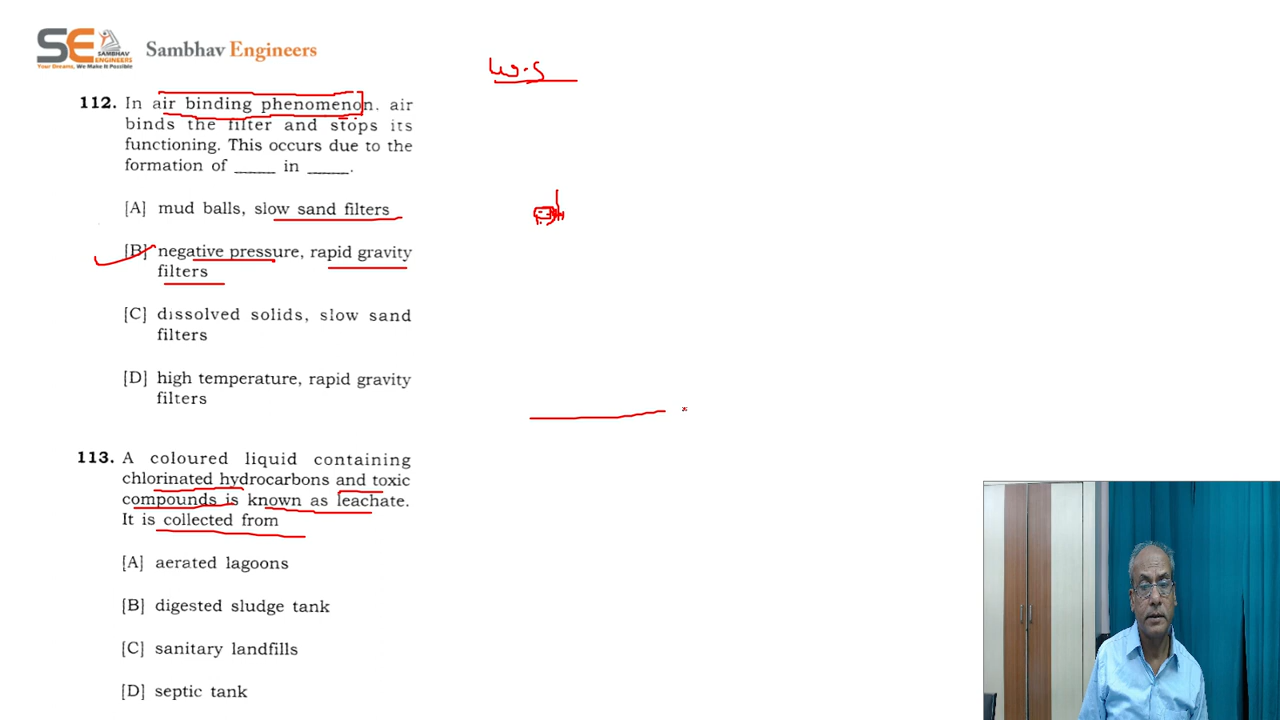 SE
SAMBHAV
ENGINEERS
Your Dreams, We Make It Possible
Sambhav Engineers
W.S
112. In air binding phenomenon. air
binds the filter and stops its
functioning. This occurs due to the
formation of _____ in _____.
[A] mud balls, slow sand filters
[B] negative pressure, rapid gravity
filters
[C] dissolved solids, slow sand
filters
[D] high temperature, rapid gravity
filters
113. A coloured liquid containing
chlorinated hydrocarbons and toxic
compounds is known as leachate.
It is collected from
[A] aerated lagoons
[B] digested sludge tank
[C] sanitary landfills
[D] septic tank